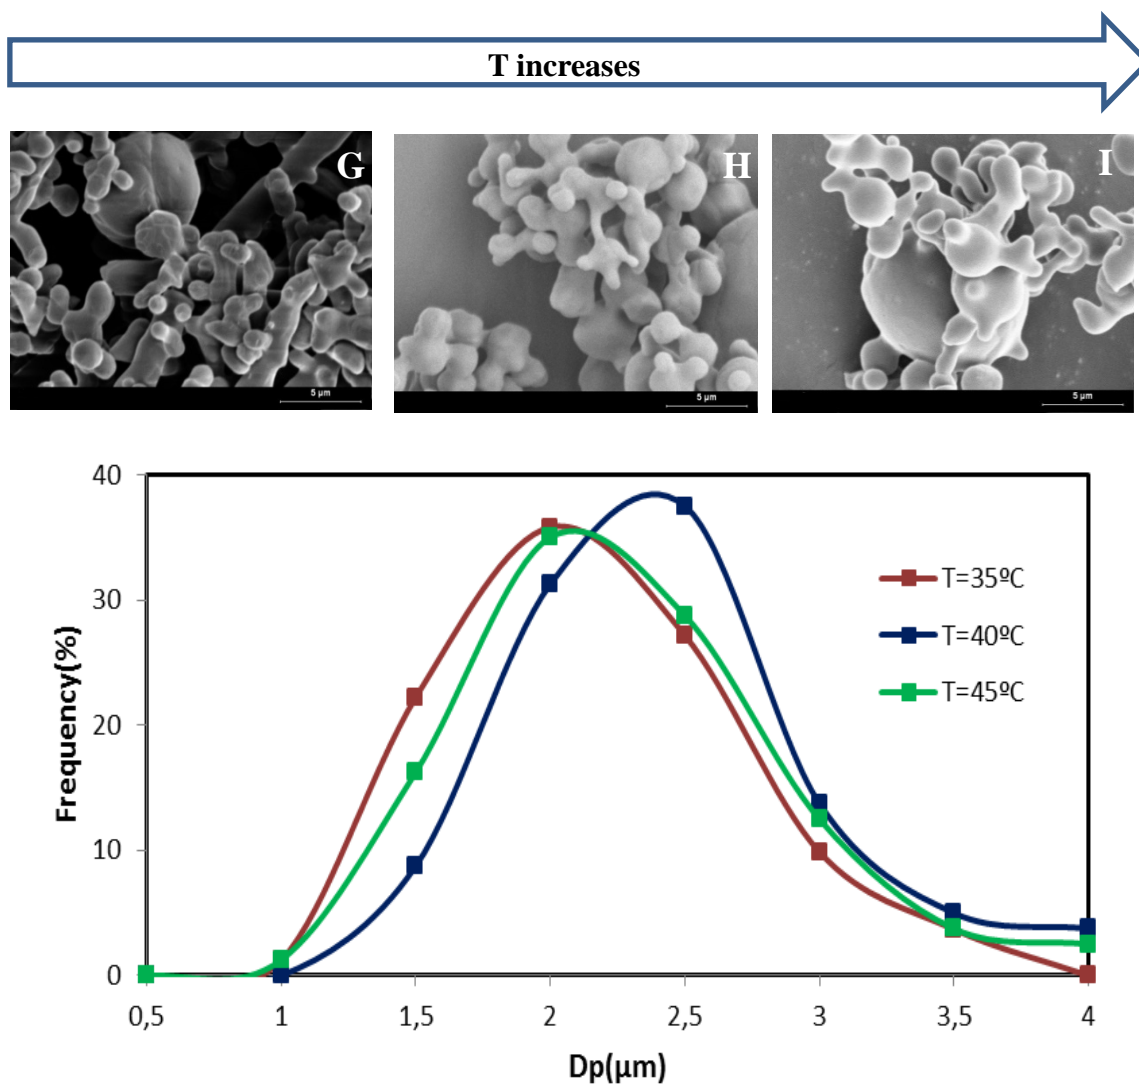 T increases
G
H
I
5 µm
5 µm
5 µm
40
30
20
10
0
Frequency(%)
T=35ºC
T=40ºC
T=45ºC
0,5
1
1,5
2
2,5
3
3,5
4
Dp(µm)